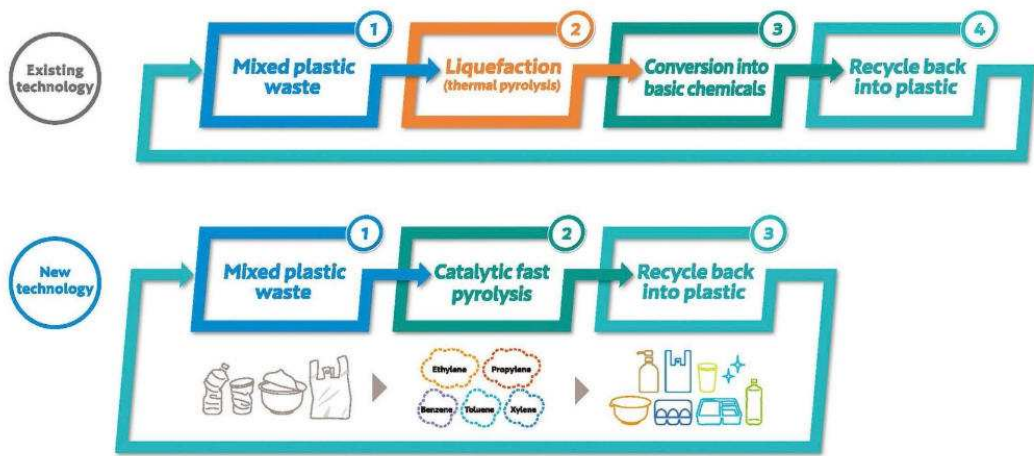 Existing
technology
1
Mixed plastic
waste
2
Liquefaction
(thermal pyrolysis)
3
Conversion into
basic chemicals
4
Recycle back
into plastic
New
technology
1
Mixed plastic
waste
2
Catalytic fast
pyrolysis
3
Recycle back
into plastic
Ethylene
Propylene
Benzene
Toluene
Xylene